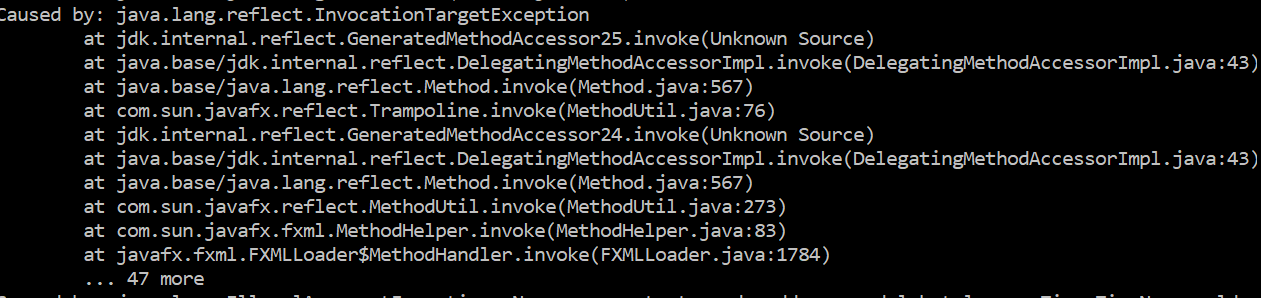 Caused by: java.lang.reflect.InvocationTargetException
at jdk.internal.reflect.GeneratedMethodAccessor25.invoke(Unknown Source)
at java.base/jdk.internal.reflect.DelegatingMethodAccessorImpl.invoke(DelegatingMethodAccessorImpl.java:43)
at java.base/java.lang.reflect.Method.invoke(Method.java:567)
at com.sun.javafx.reflect.Trampoline.invoke(MethodUtil.java:76)
at jdk.internal.reflect.GeneratedMethodAccessor24.invoke(Unknown Source)
at java.base/jdk.internal.reflect.DelegatingMethodAccessorImpl.invoke(DelegatingMethodAccessorImpl.java:43)
at java.base/java.lang.reflect.Method.invoke(Method.java:567)
at com.sun.javafx.reflect.MethodUtil.invoke(MethodUtil.java:273)
at com.sun.javafx.fxml.MethodHelper.invoke(MethodHelper.java:83)
at javafx.fxml.FXMLLoader$MethodHandler.invoke(FXMLLoader.java:1784)
... 47 more